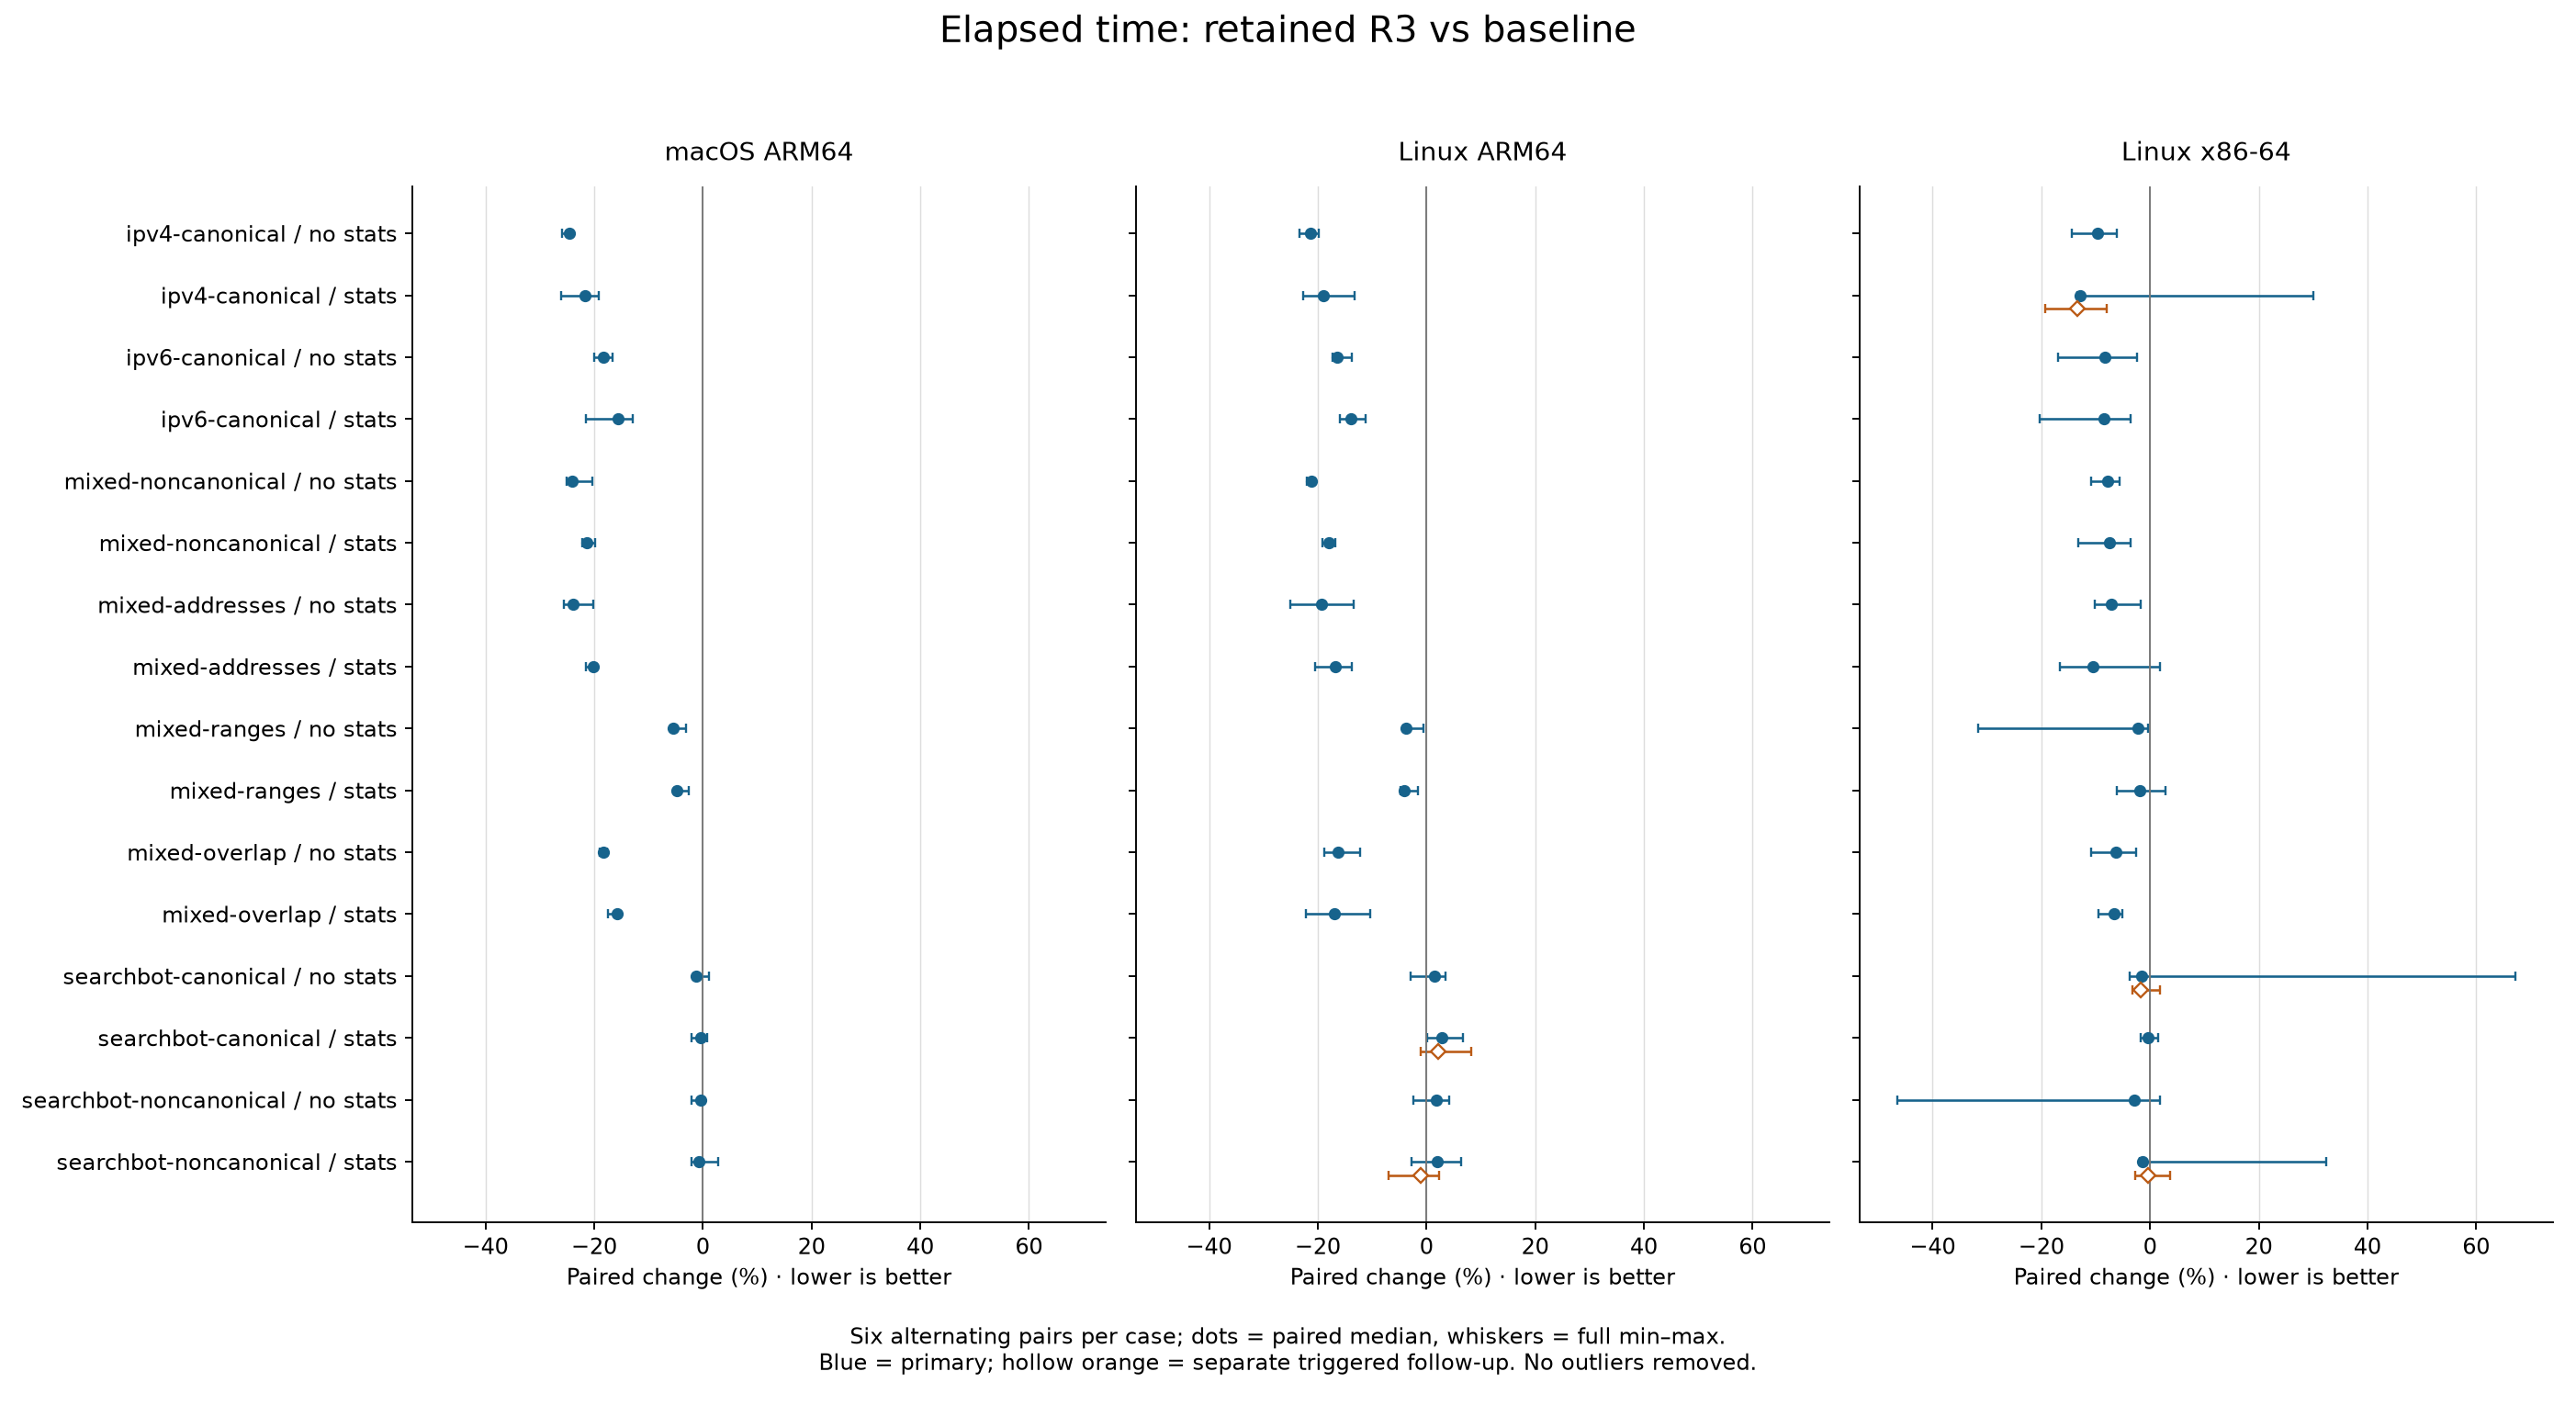 Elapsed time: retained R3 vs baseline
macOS ARM64
Linux ARM64
Linux x86-64
ipv4-canonical / no stats
ipv4-canonical / stats
ipv6-canonical / no stats
ipv6-canonical / stats
mixed-noncanonical / no stats
mixed-noncanonical / stats
mixed-addresses / no stats
mixed-addresses / stats
mixed-ranges / no stats
mixed-ranges / stats
mixed-overlap / no stats
mixed-overlap / stats
searchbot-canonical / no stats
searchbot-canonical / stats
searchbot-noncanonical / no stats
searchbot-noncanonical / stats
−40 −20 0 20 40 60
−40 −20 0 20 40 60
−40 −20 0 20 40 60
Paired change (%) · lower is better
Paired change (%) · lower is better
Paired change (%) · lower is better
Six alternating pairs per case; dots = paired median, whiskers = full min–max.
Blue = primary; hollow orange = separate triggered follow-up. No outliers removed.